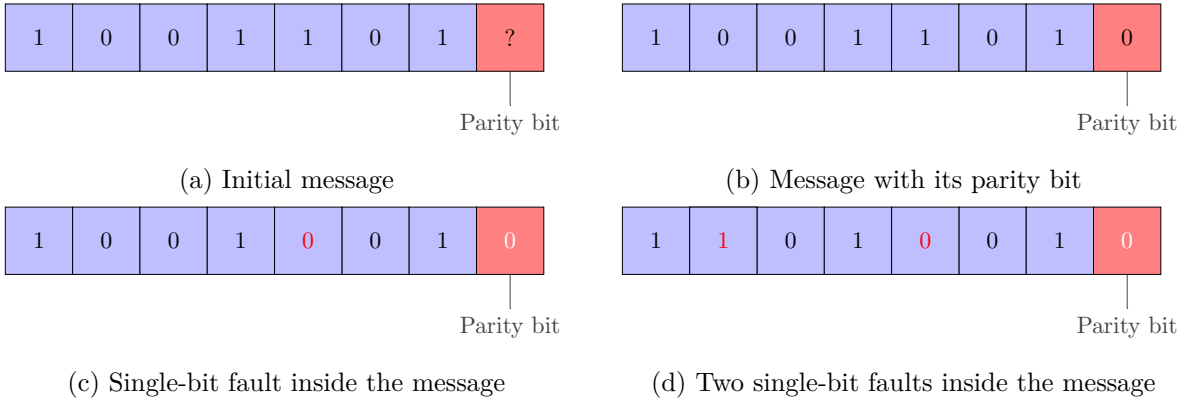 1 0 0 1 1 0 1 ?
Parity bit
(a) Initial message
1 0 0 1 1 0 1 0
Parity bit
(b) Message with its parity bit
1 0 0 1 0 0 1 0
Parity bit
(c) Single-bit fault inside the message
1 1 0 1 0 0 1 0
Parity bit
(d) Two single-bit faults inside the message